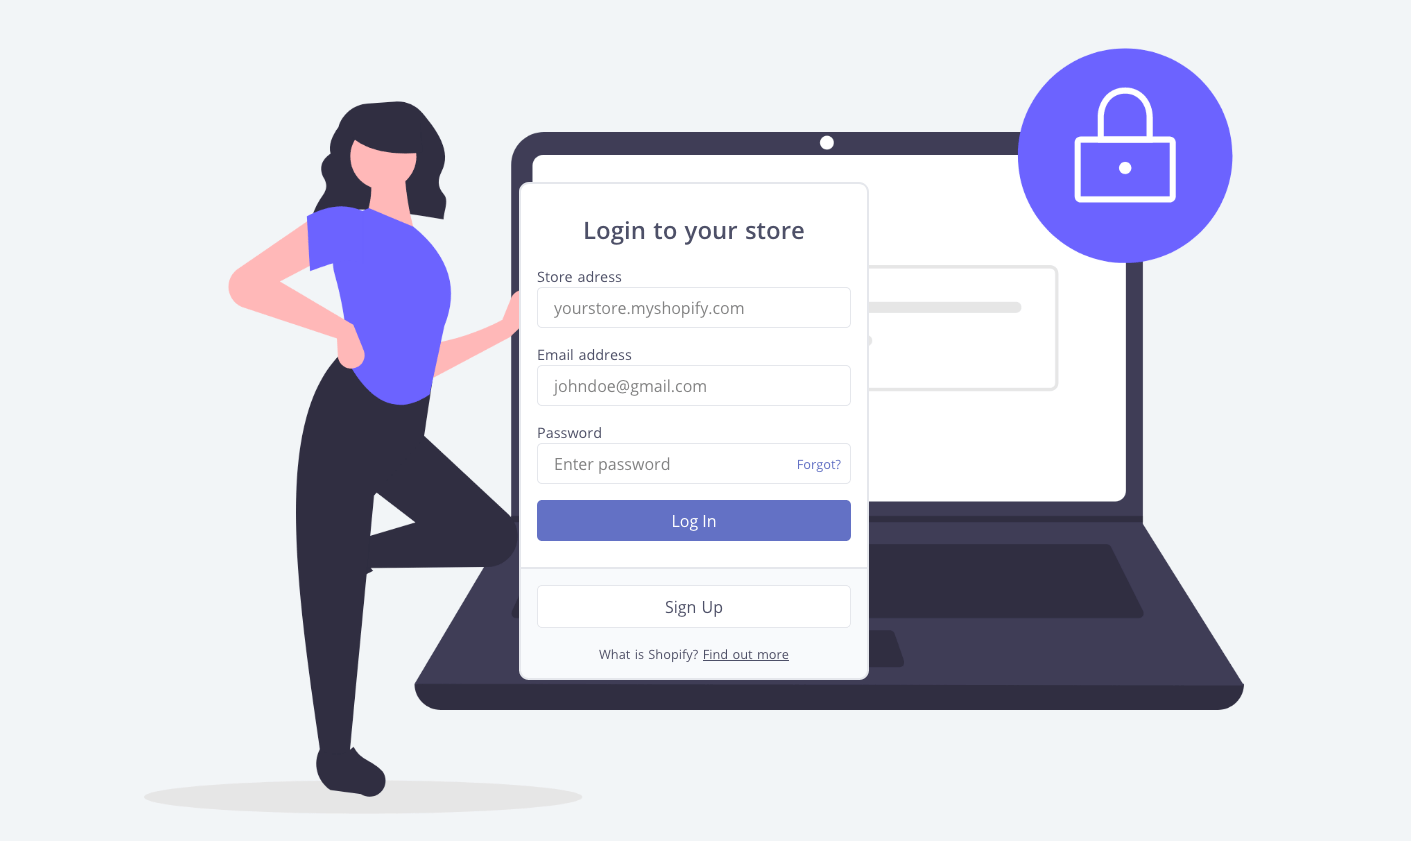 Login to your store
Store adress
yourstore.myshopify.com
Email address
johndoe@gmail.com
Password
Enter password Forgot?
Log In
Sign Up
What is Shopify? Find out more